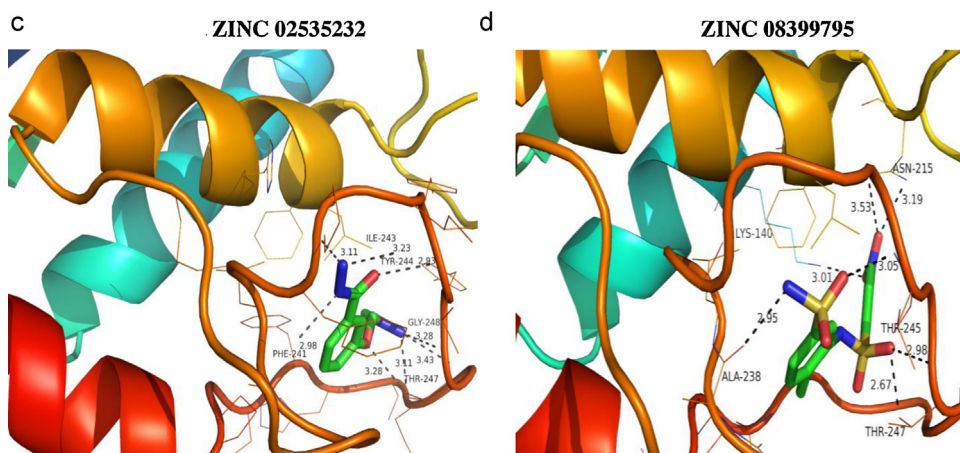 c
ZINC 02535232
ILE-243
3.11
3.23
TYR-244
2.93
GLY-248
3.28
2.98
PHE-241
3.43
3.11
3.28
THR-247
d
ZINC 08399795
ASN-215
3.53
3.19
LYS-140
3.05
3.01
2.95
THR-245
2.98
ALA-238
2.67
THR-247